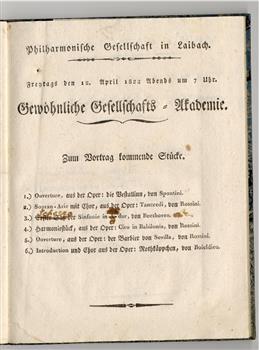 Philharmonische Gesellschaft in Laibach.
Freytags den 12. April 1822 Abends um 7 Uhr.
Gewöhnliche Gesellschafts-Akademie.
Zum Vortrag kommende Stücke.
1.) Ouverture, aus der Oper: die Vestalinn, von Spontini.
2.) Sopran-Arie mit Chor, aus der Oper: Tancredi, von Rossini.
3.) der Sinfonie in dur, von Beethoven.
4.) Harmoniestück, aus der Oper: Ciro in Babilonia, von Rossini.
5.) Ouverture, aus der Oper: der Barbier von Sevilla, von Rossini.
6.) Introduction und Chor aus der Oper: Rothkäppchen, von Boieldieu.